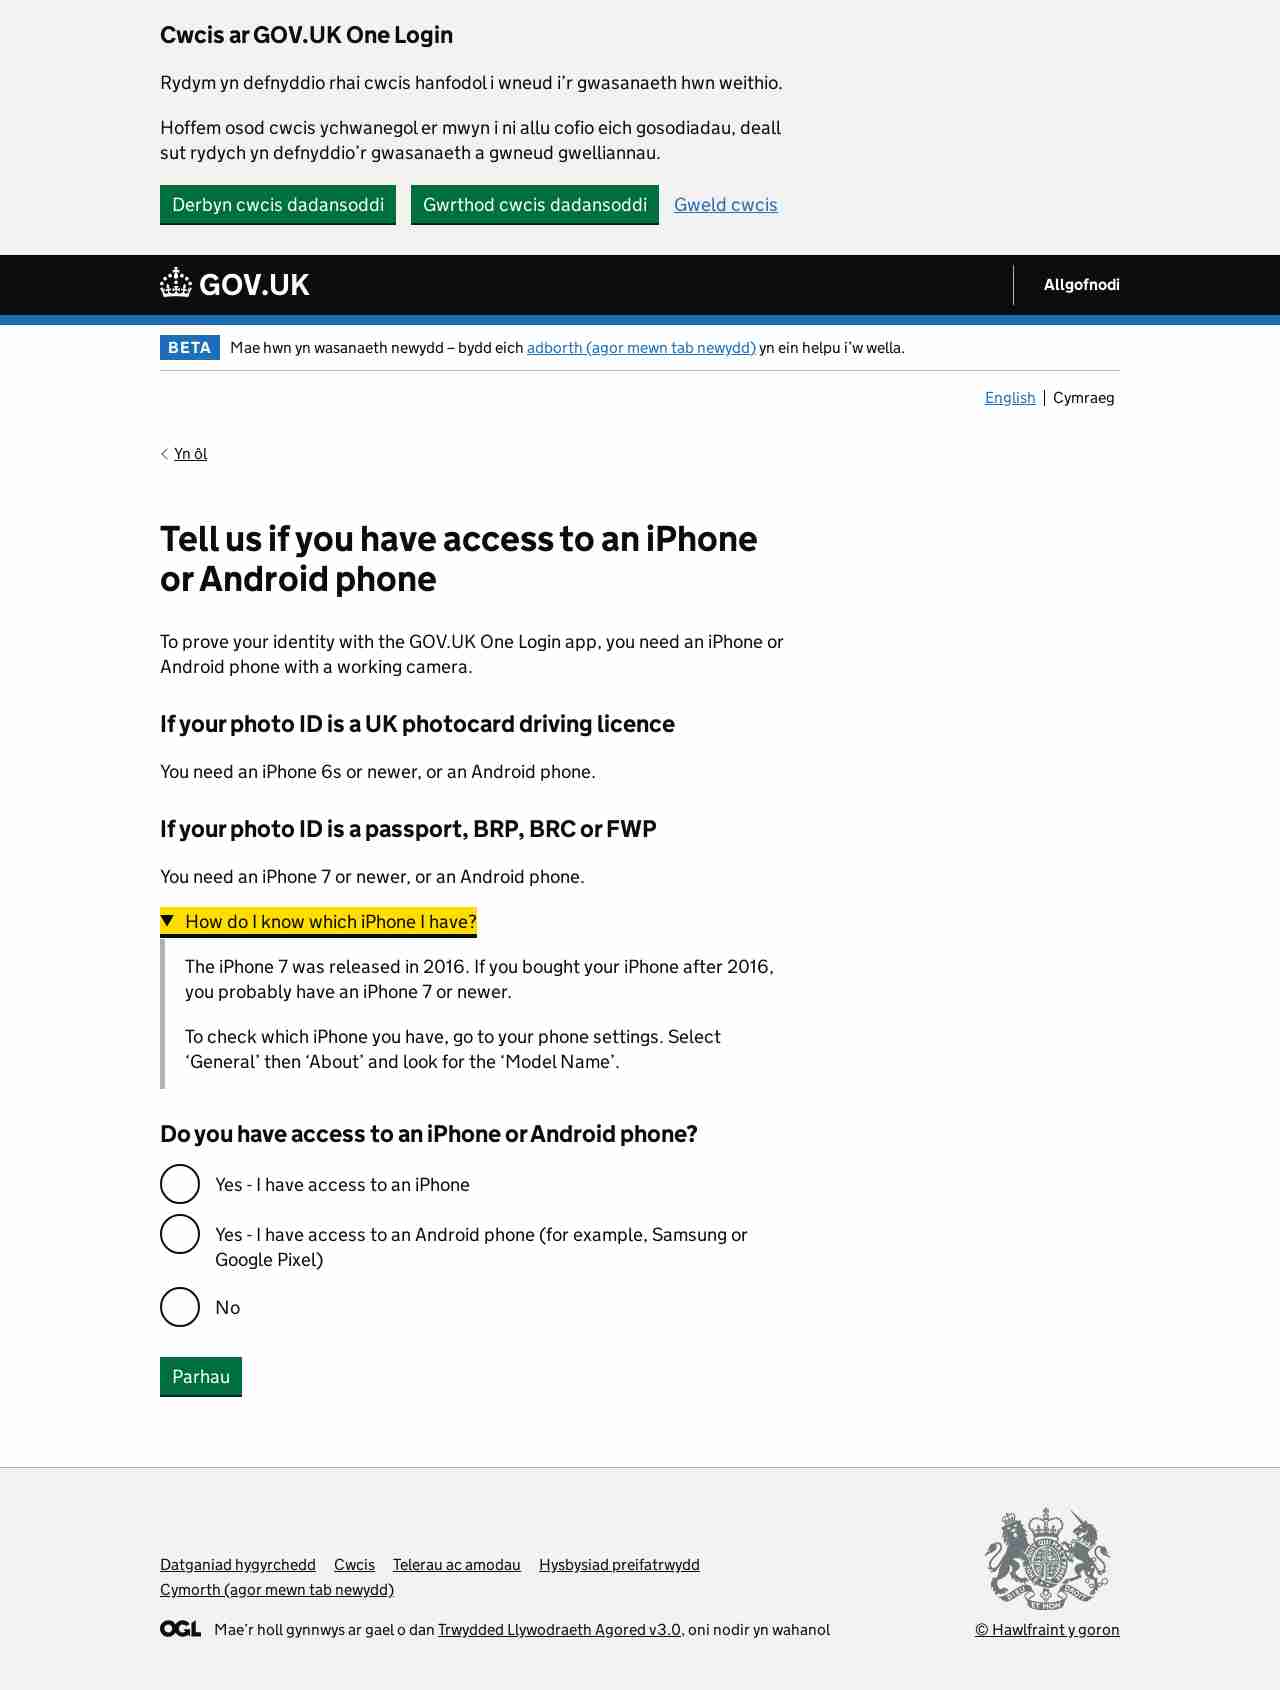 Cwcis ar GOV.UK One Login
Rydym yn defnyddio rhai cwcis hanfodol i wneud i’r gwasanaeth hwn weithio.
Hoffem osod cwcis ychwanegol er mwyn i ni allu cofio eich gosodiadau, deall
sut rydych yn defnyddio’r gwasanaeth a gwneud gwelliannau.
Derbyn cwcis dadansoddi Gwrthod cwcis dadansoddi Gweld cwcis
GOV.UK Allgofnodi
BETA Mae hwn yn wasanaeth newydd – bydd eich adborth (agor mewn tab newydd) yn ein helpu i’w wella.
English Cymraeg
Yn ôl
Tell us if you have access to an iPhone
or Android phone
To prove your identity with the GOV.UK One Login app, you need an iPhone or
Android phone with a working camera.
If your photo ID is a UK photocard driving licence
You need an iPhone 6s or newer, or an Android phone.
If your photo ID is a passport, BRP, BRC or FWP
You need an iPhone 7 or newer, or an Android phone.
How do I know which iPhone I have?
The iPhone 7 was released in 2016. If you bought your iPhone after 2016,
you probably have an iPhone 7 or newer.
To check which iPhone you have, go to your phone settings. Select
‘General’ then ‘About’ and look for the ‘Model Name’.
Do you have access to an iPhone or Android phone?
Yes - I have access to an iPhone
Yes - I have access to an Android phone (for example, Samsung or
Google Pixel)
No
Parhau
Datganiad hygyrchedd Cwcis Telerau ac amodau Hysbysiad preifatrwydd
Cymorth (agor mewn tab newydd)
OGL Mae’r holl gynnwys ar gael o dan Trwydded Llywodraeth Agored v3.0, oni nodir yn wahanol
© Hawlfraint y goron